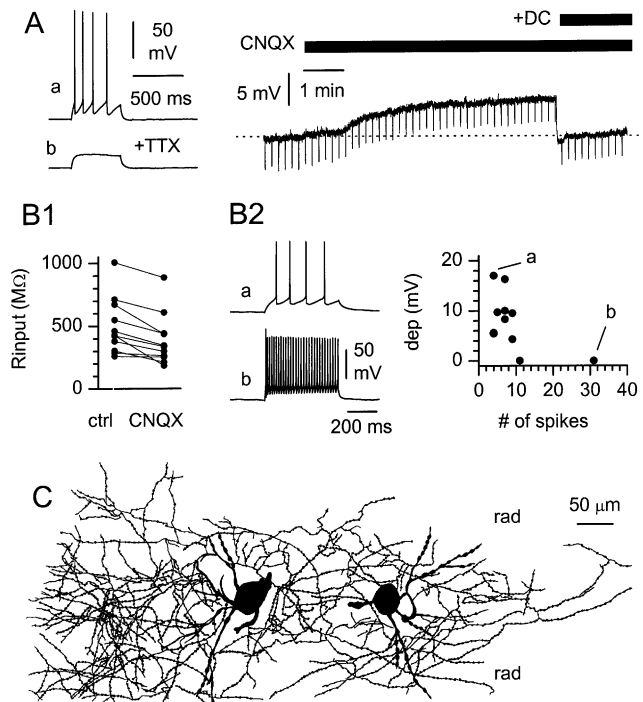 A
a
50
mV
500 ms
b
+TTX
+DC
CNQX
5 mV
1 min
B1
1000
500
0
Rinput (MΩ)
ctrl CNQX
B2
a
b
50
mV
200 ms
20
10
0
dep (mV)
a
b
0 10 20 30 40
# of spikes
C
rad
50 μm
rad